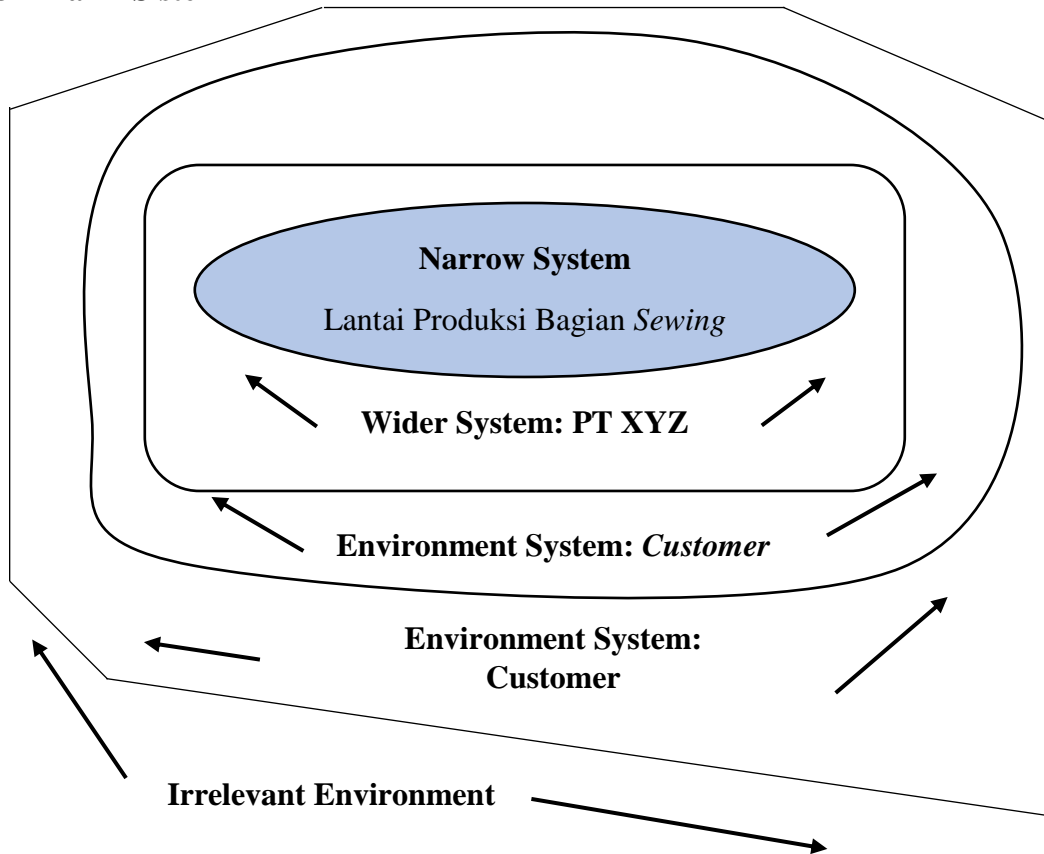 Narrow System
Lantai Produksi Bagian Sewing
Wider System: PT XYZ
Environment System: Customer
Environment System:
Customer
Irrelevant Environment